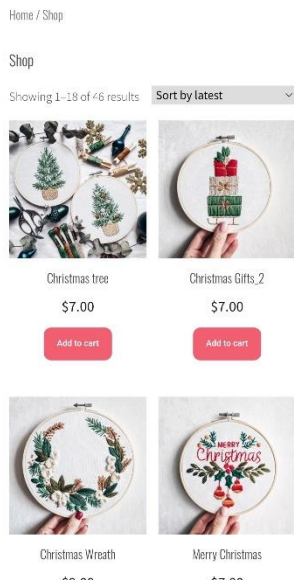 Home / Shop
Shop
Showing 1–18 of 46 results
Sort by latest
Christmas tree
Christmas Gifts_2
$7.00
$7.00
Add to cart
Add to cart
MERRY
Christmas
Christmas Wreath
Merry Christmas